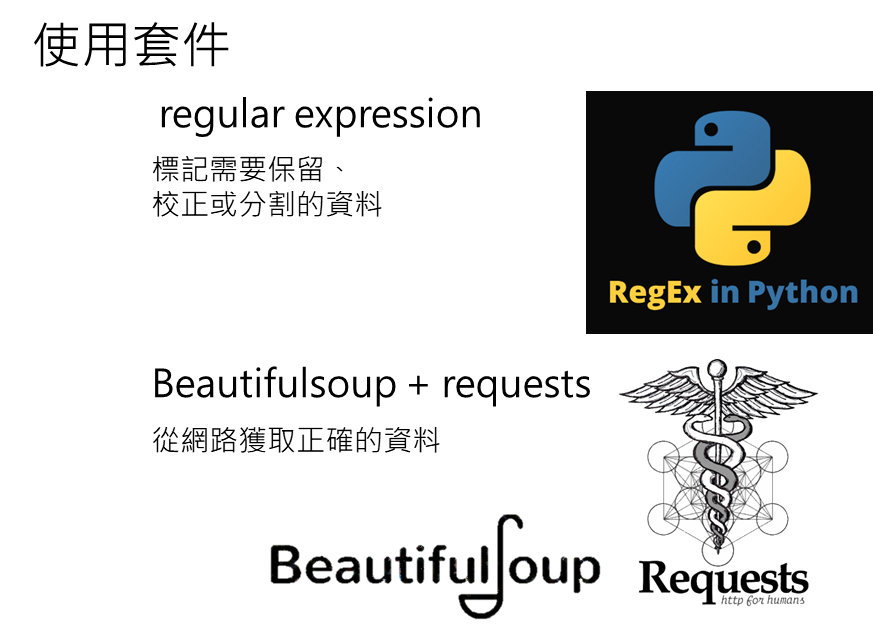 使用套件
regular expression
標記需要保留、
校正或分割的資料
RegEx in Python
Beautifulsoup + requests
從網路獲取正確的資料
BeautifulSoup
Requests
http for humans